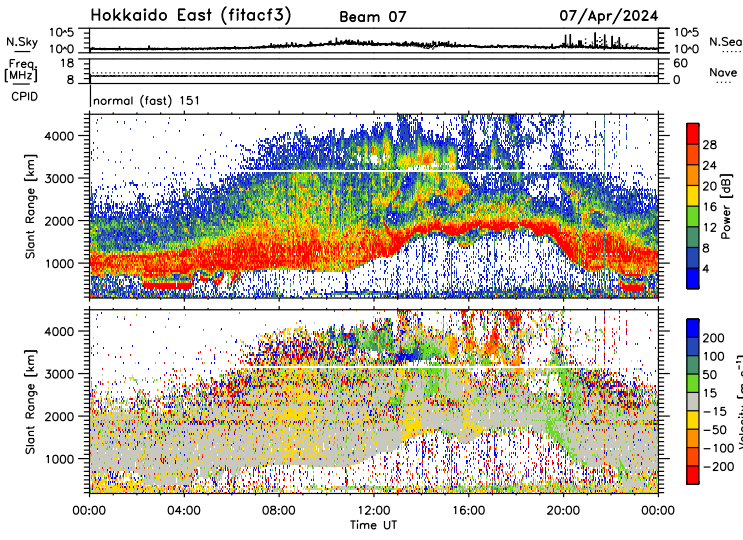 Hokkaido East (fitacf3) Beam 07 07/Apr/2024
N.Sky 10^5 10^0 10^5 10^0 N.Sea
Freq. [MHz] 18 8 60 0 Nave
CPID normal (fast) 151
Slant Range [km] 4000 3000 2000 1000
Power [dB] 28 24 20 16 12 8 4
Slant Range [km] 4000 3000 2000 1000
200 100 50 15 -15 -50 -100 -200
00:00 04:00 08:00 12:00 16:00 20:00 00:00
Time UT